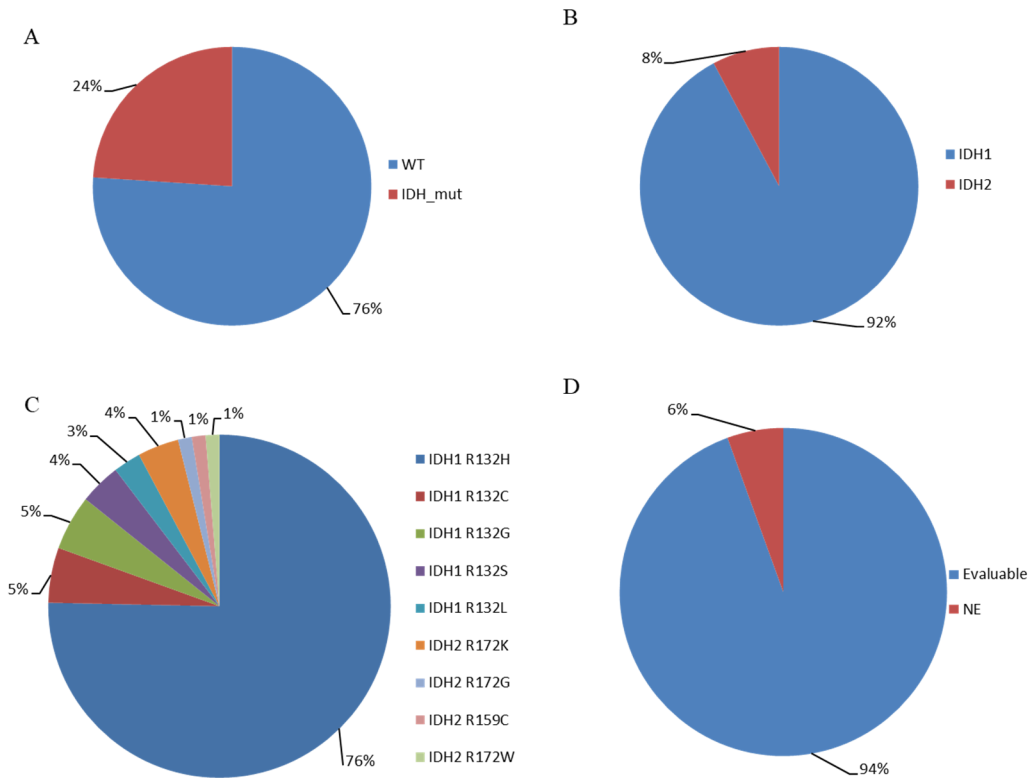 A
24%
76%
WT
IDH_mut
B
8%
92%
IDH1
IDH2
C
4%
1%
1%
1%
3%
4%
5%
5%
76%
IDH1 R132H
IDH1 R132C
IDH1 R132G
IDH1 R132S
IDH1 R132L
IDH2 R172K
IDH2 R172G
IDH2 R159C
IDH2 R172W
D
6%
94%
Evaluable
NE